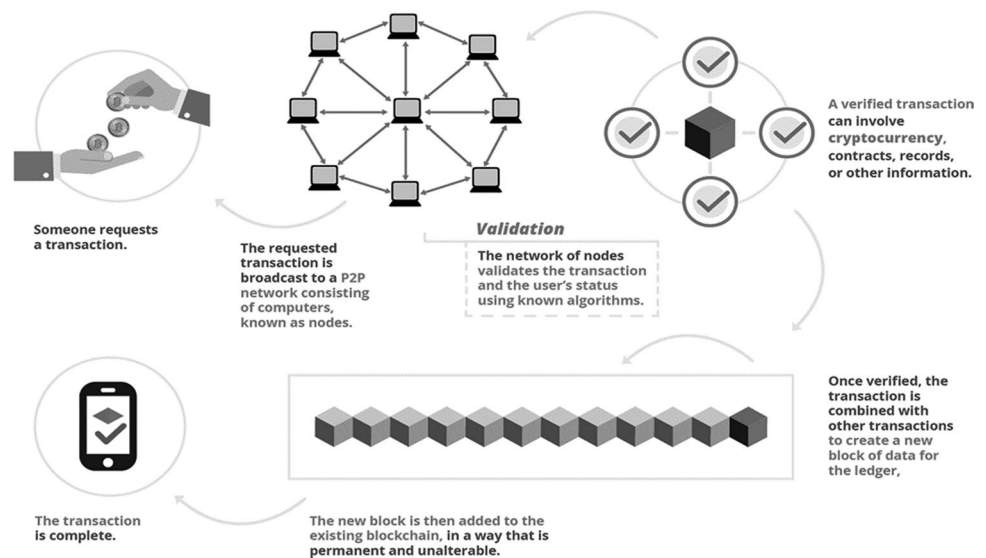 Someone requests
a transaction.
The requested
transaction is
broadcast to a P2P
network consisting
of computers,
known as nodes.
Validation
The network of nodes
validates the transaction
and the user's status
using known algorithms.
A verified transaction
can involve
cryptocurrency,
contracts, records,
or other information.
Once verified, the
transaction is
combined with
other transactions
to create a new
block of data for
the ledger,
The new block is then added to the
existing blockchain, in a way that is
permanent and unalterable.
The transaction
is complete.